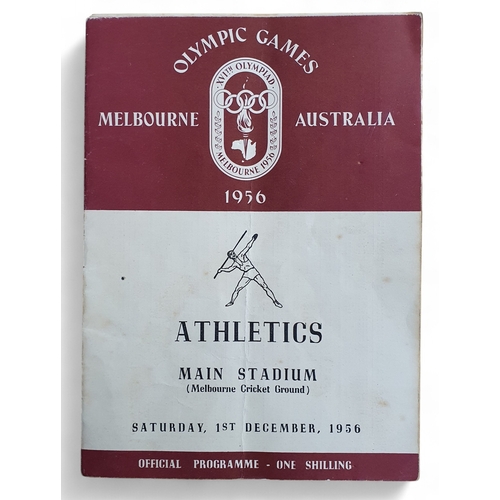 OLYMPIC GAMES
XVITH OLYMPIAD
MELBOURNE AUSTRALIA
MELBOURNE 1956
1956
ATHLETICS
MAIN STADIUM
(Melbourne Cricket Ground)
SATURDAY, 1ST DECEMBER, 1956
OFFICIAL PROGRAMME - ONE SHILLING